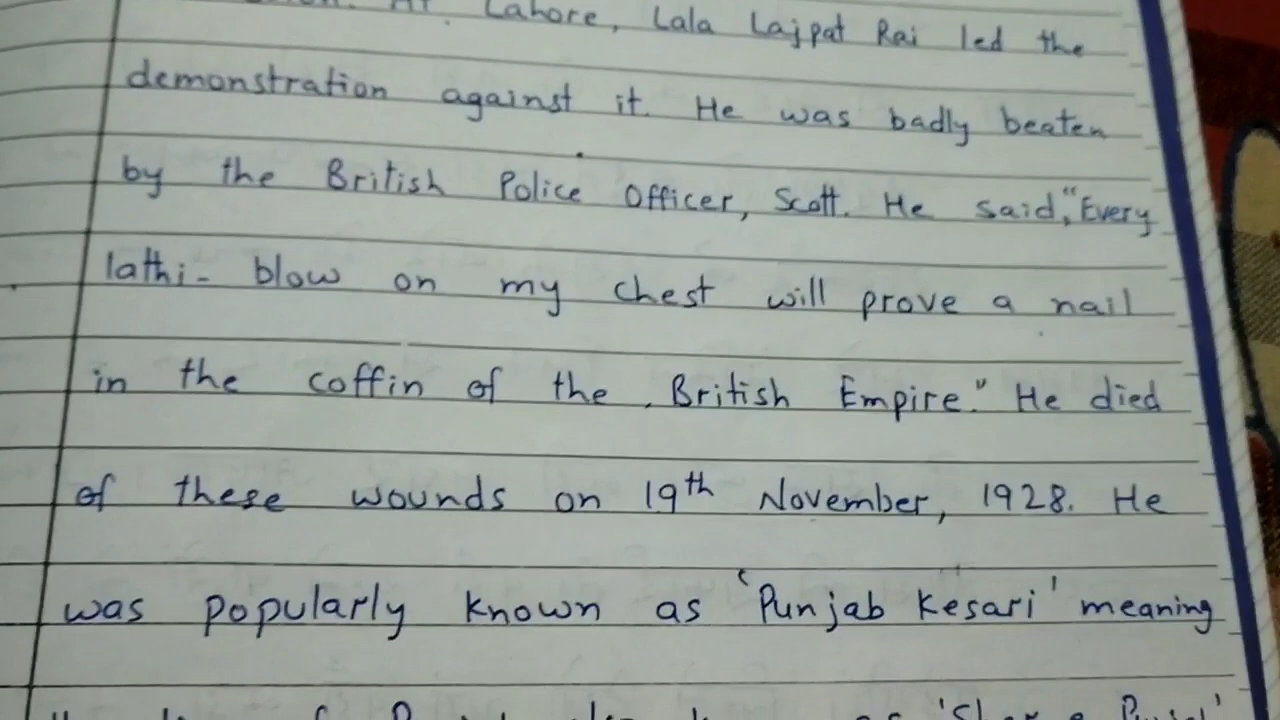 At. Lahore, Lala Lajpat Rai led the
demonstration against it. He was badly beaten
by the British Police Officer, Scott. He said, "Every
lathi- blow on my chest will prove a nail
in the coffin of the British Empire." He died
of these wounds on 19th November, 1928. He
was popularly known as 'Punjab Kesari' meaning